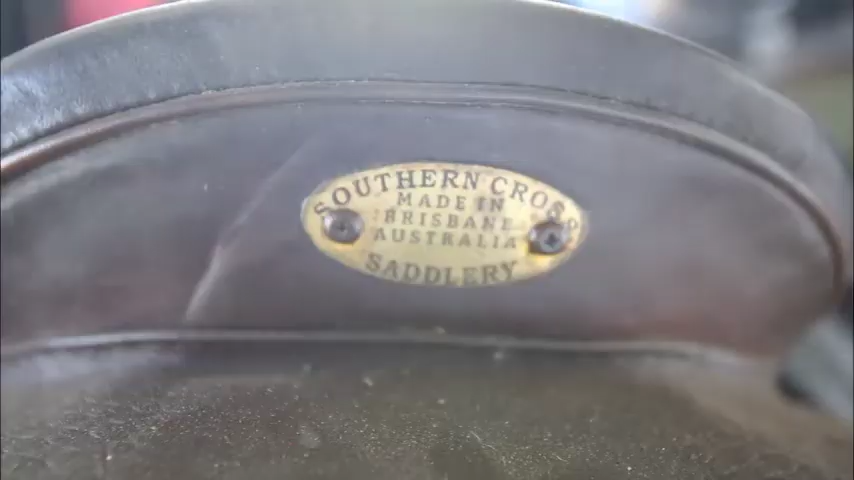 SOUTHERN CROSS
MADE IN
BRISBANE
AUSTRALIA
SADDLERY